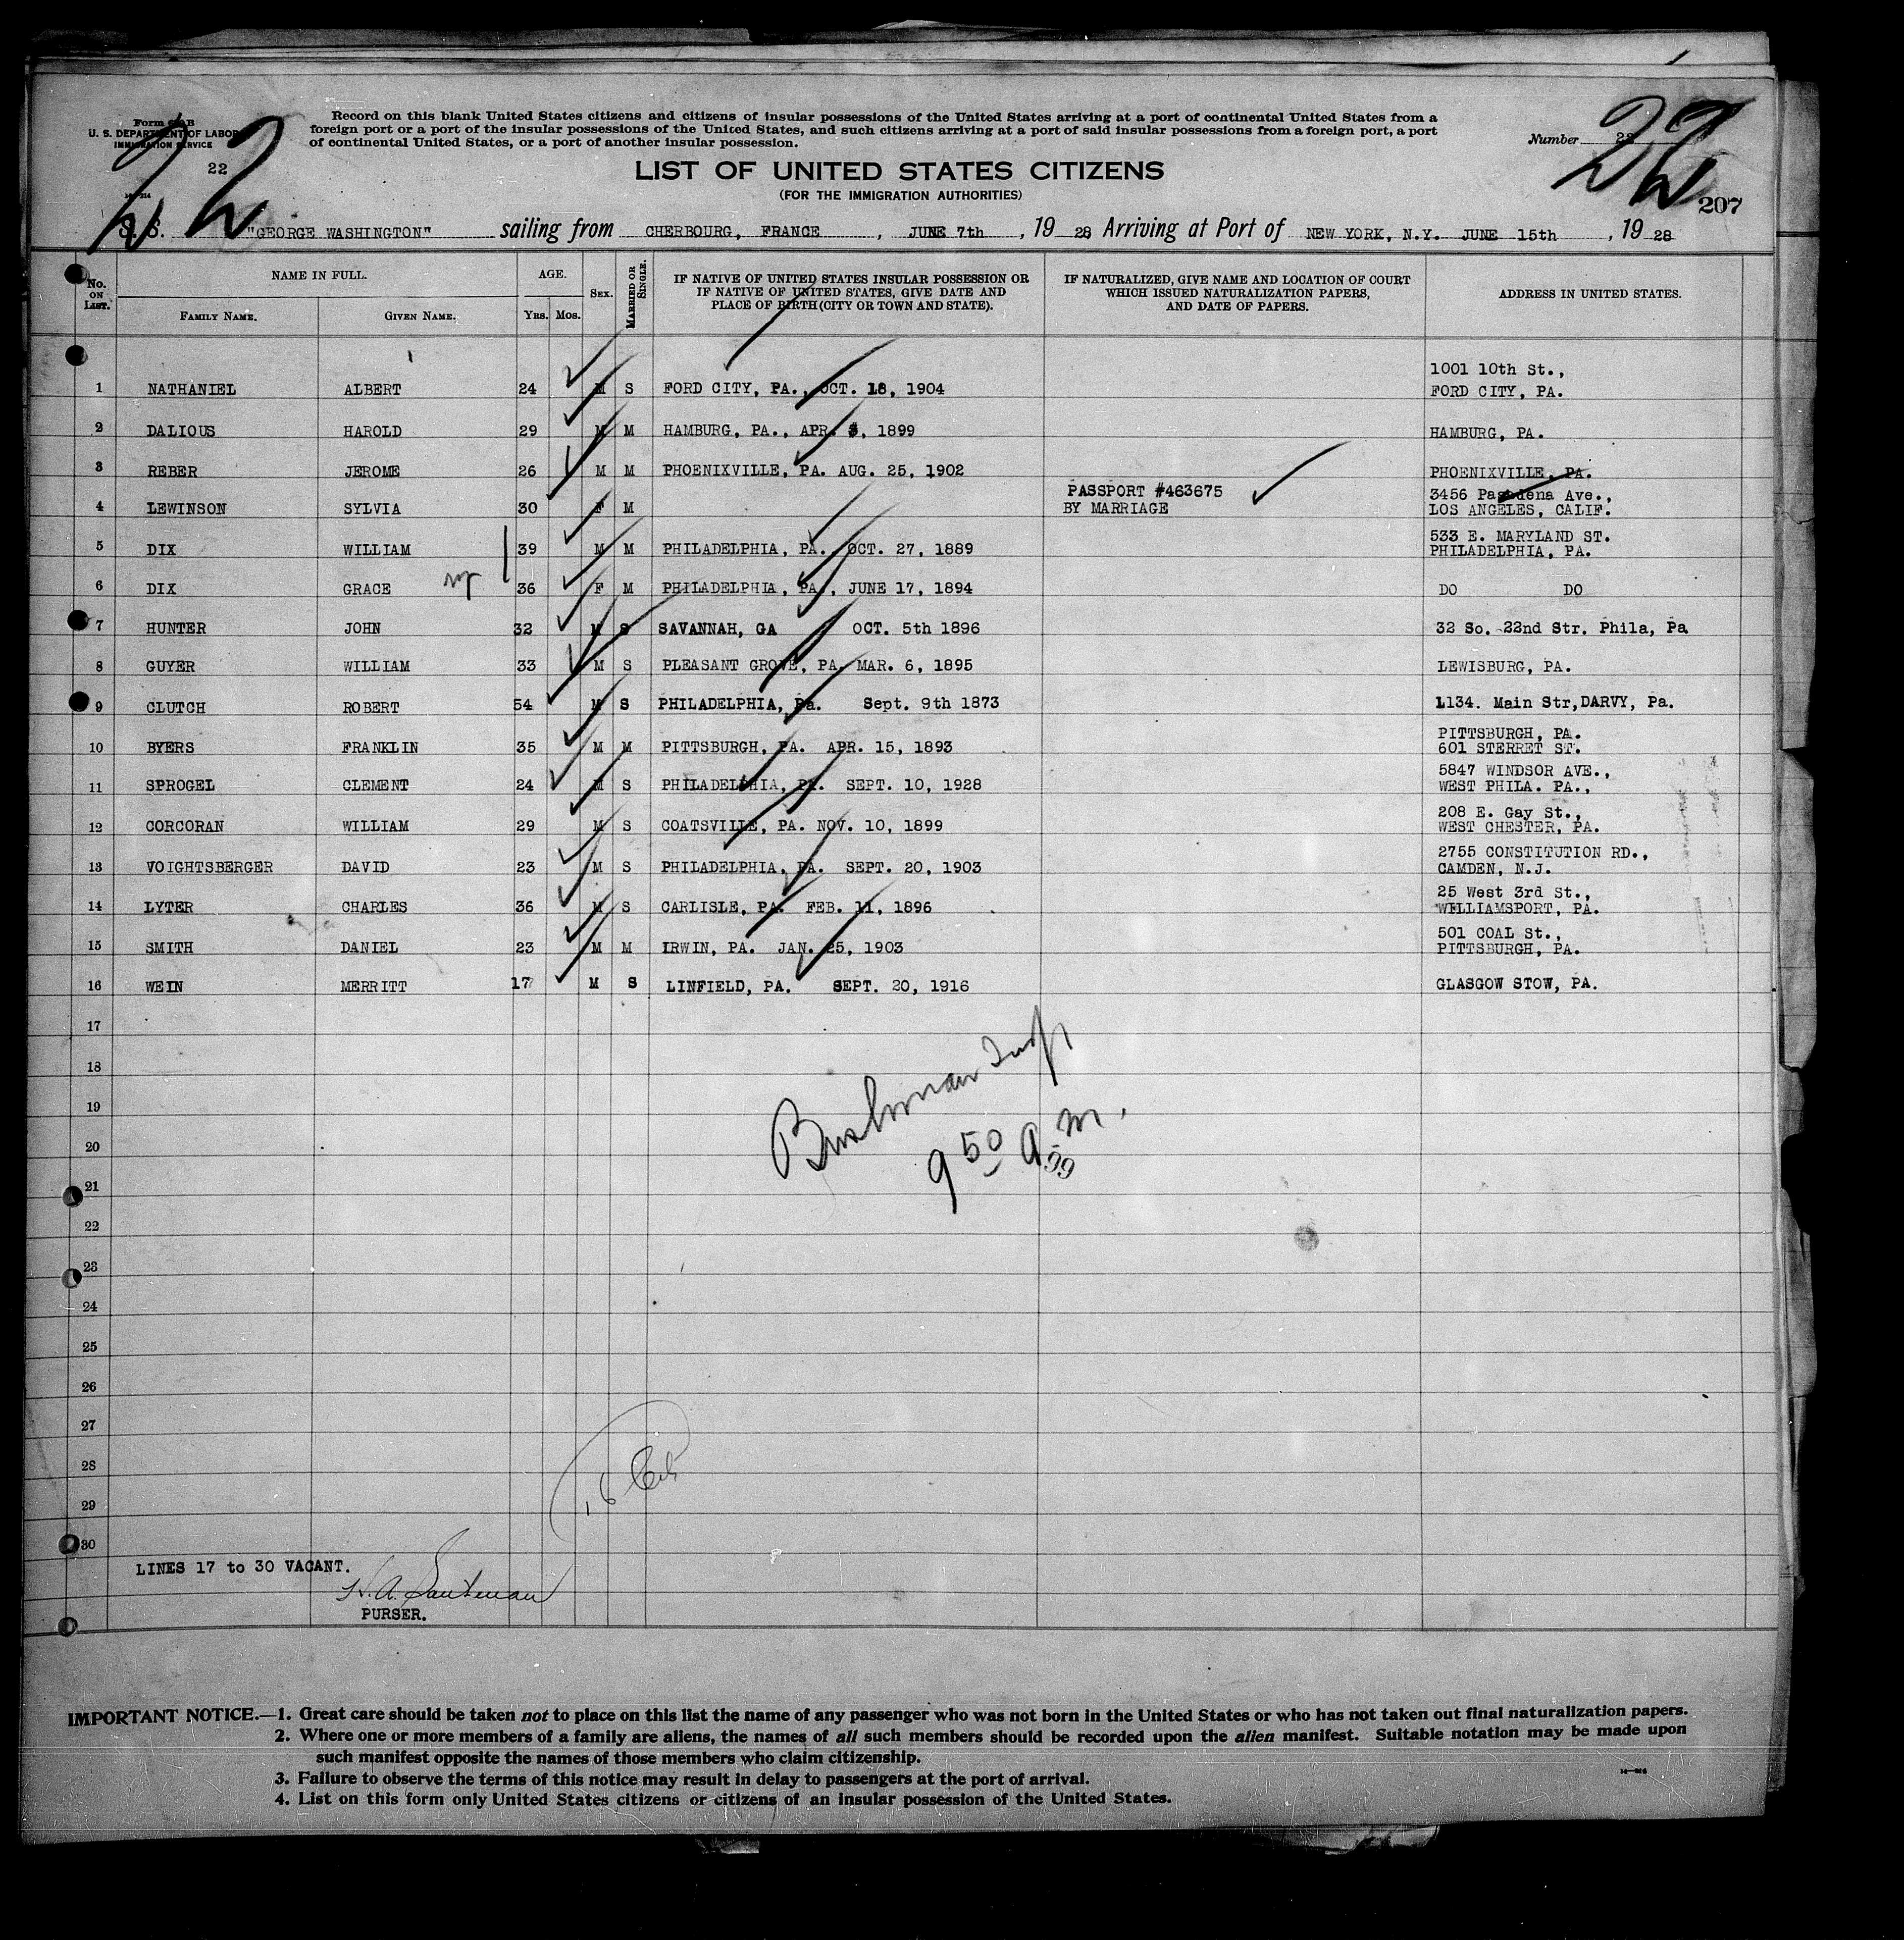 Form 630 B
U. S. DEPARTMENT OF LABOR
IMMIGRATION SERVICE
22
Record on this blank United States citizens and citizens of insular possessions of the United States arriving at a port of continental United States from a
foreign port or a port of the insular possessions of the United States, and such citizens arriving at a port of said insular possessions from a foreign port, a port
of continental United States, or a port of another insular possession.
Number 22
22
22
LIST OF UNITED STATES CITIZENS
(FOR THE IMMIGRATION AUTHORITIES)
207
S. S. "GEORGE WASHINGTON" sailing from CHERBOURG, FRANCE, JUNE 7th, 19 28, Arriving at Port of NEW YORK, N.Y. JUNE 15th, 19 28
No. ON LIST. NAME IN FULL. FAMILY NAME. GIVEN NAME. AGE. YRS. MOS. SEX. MARRIED OR SINGLE. IF NATIVE OF UNITED STATES INSULAR POSSESSION OR IF NATIVE OF UNITED STATES, GIVE DATE AND PLACE OF BIRTH (CITY OR TOWN AND STATE). IF NATURALIZED, GIVE NAME AND LOCATION OF COURT WHICH ISSUED NATURALIZATION PAPERS, AND DATE OF PAPERS. ADDRESS IN UNITED STATES.
1 NATHANIEL ALBERT 24 M S FORD CITY, PA., OCT. 18, 1904 1001 10th St., FORD CITY, PA.
2 DALIOUS HAROLD 29 M M HAMBURG, PA., APR. , 1899 HAMBURG, PA.
3 REBER JEROME 26 M M PHOENIXVILLE, PA. AUG. 25, 1902 PHOENIXVILLE, PA.
4 LEWINSON SYLVIA 30 F M PASSPORT #463675 BY MARRIAGE 3456 Pasadena Ave., LOS ANGELES, CALIF.
5 DIX WILLIAM 39 M M PHILADELPHIA, PA., OCT. 27, 1889 533 E. MARYLAND ST. PHILADELPHIA, PA.
6 DIX GRACE 36 F M PHILADELPHIA, PA., JUNE 17, 1894 DO DO
7 HUNTER JOHN 32 M S SAVANNAH, GA OCT. 5th 1896 32 So. 22nd Str. Phila, Pa
8 GUYER WILLIAM 33 M S PLEASANT GROVE, PA. MAR. 6, 1895 LEWISBURG, PA.
9 CLUTCH ROBERT 54 M S PHILADELPHIA, Pa. Sept. 9th 1873 1134. Main Str, DARVY, Pa.
10 BYERS FRANKLIN 35 M M PITTSBURGH, PA. APR. 15, 1893 PITTSBURGH, PA. 601 STERRET ST.
11 SPROGEL CLEMENT 24 M S PHILADELPHIA, PA. SEPT. 10, 1928 5847 WINDSOR AVE., WEST PHILA. PA.,
12 CORCORAN WILLIAM 29 M S COATSVILLE, PA. NOV. 10, 1899 208 E. Gay St., WEST CHESTER, PA.
13 VOIGHTSBERGER DAVID 23 M S PHILADELPHIA, PA. SEPT. 20, 1903 2755 CONSTITUTION RD., CAMDEN, N.J.
14 LYTER CHARLES 36 M S CARLISLE, PA. FEB. 11, 1896 25 West 3rd St., WILLIAMSPORT, PA.
15 SMITH DANIEL 23 M M IRWIN, PA. JAN. 25, 1903 501 COAL St., PITTSBURGH, PA.
16 WEIN MERRITT 17 M S LINFIELD, PA. SEPT. 20, 1916 GLASGOW STOW, PA.
17
18
19
20
21
22
23
24
25
26
27
28
29
30
Insp
9 50 a.m.
59
16
LINES 17 to 30 VACANT.
PURSER.
IMPORTANT NOTICE.—1. Great care should be taken not to place on this list the name of any passenger who was not born in the United States or who has not taken out final naturalization papers.
2. Where one or more members of a family are aliens, the names of all such members should be recorded upon the alien manifest. Suitable notation may be made upon
such manifest opposite the names of those members who claim citizenship.
3. Failure to observe the terms of this notice may result in delay to passengers at the port of arrival.
4. List on this form only United States citizens or citizens of an insular possession of the United States.